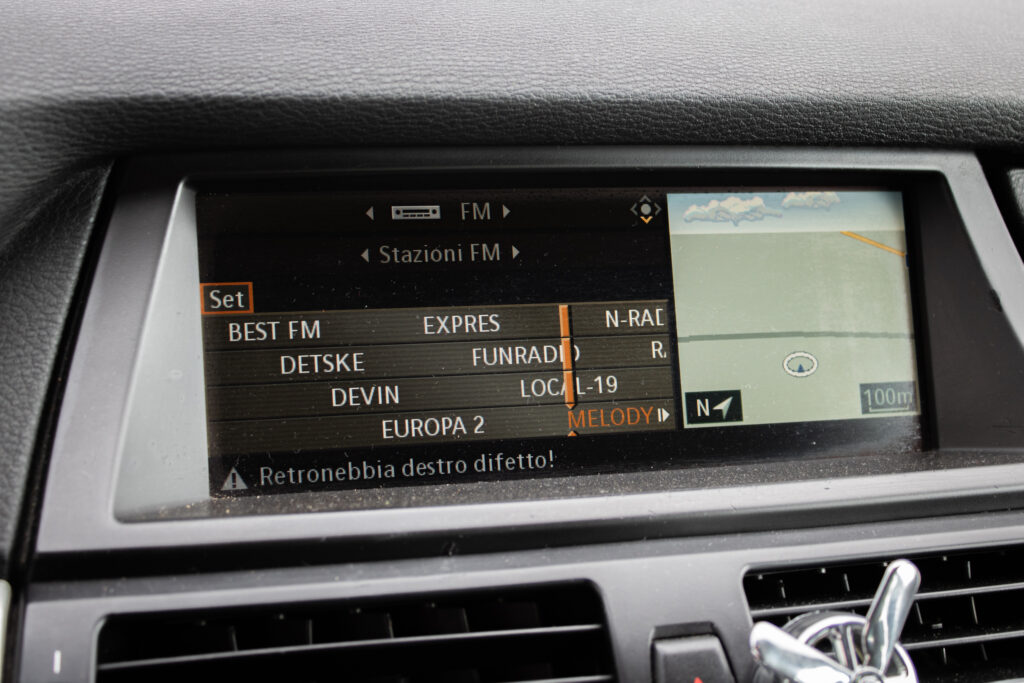 FM
Stazioni FM
Set
BEST FM EXPRES N-RAD
DETSKE FUNRADIO
DEVIN LOCAL-19
EUROPA 2 MELODY
N 100m
Retronebbia destro difetto!